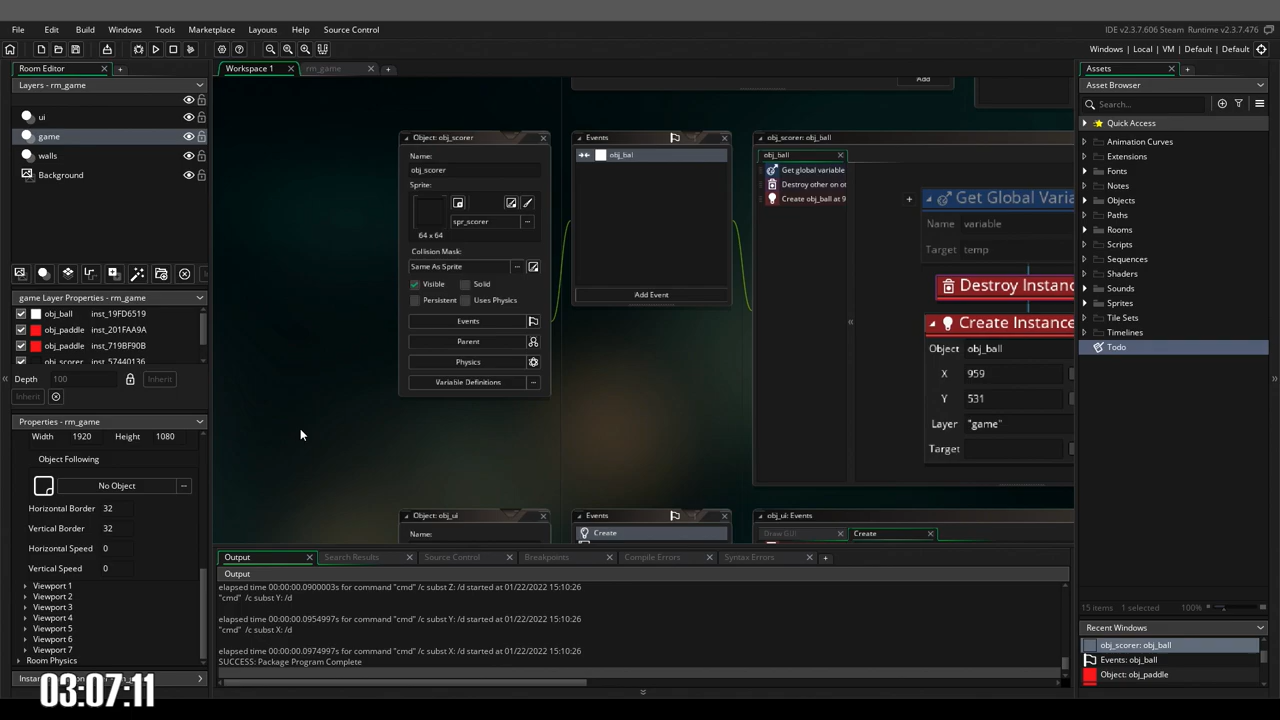 File Edit Build Windows Tools Marketplace Layouts Help Source Control
IDE v2.3.7.606 Steam Runtime v2.3.7.476
Windows | Local | VM | Default | Default
Room Editor
Layers - rm_game
ui
game
walls
Background
game Layer Properties - rm_game
obj_ball inst_19FD6519
obj_paddle inst_201FAA9A
obj_paddle inst_719BF90B
obj_scorer inst_57440136
Depth 100 Inherit
Inherit
Properties - rm_game
Width 1920 Height 1080
Object Following
No Object
Horizontal Border 32
Vertical Border 32
Horizontal Speed 0
Vertical Speed 0
Viewport 1
Viewport 2
Viewport 3
Viewport 4
Viewport 5
Viewport 6
Viewport 7
Room Physics
03:07:11
Workspace 1 rm_game
Add
Object: obj_scorer
Name:
obj_scorer
Sprite:
spr_scorer
64 x 64
Collision Mask:
Same As Sprite
Visible Solid
Persistent Uses Physics
Events
Parent
Physics
Variable Definitions
Events
obj_bal
Add Event
obj_scorer: obj_ball
obj_ball
Get global variable
Destroy other on ot
Create obj_ball at 9
Get Global Varia
Name variable
Target temp
Destroy Instanc
Create Instance
Object obj_ball
X 959
Y 531
Layer "game"
Target
Object: obj_ui
Name:
Events
Create
obj_ui: Events
Draw GUI Create
Output Search Results Source Control Breakpoints Compile Errors Syntax Errors
Output
elapsed time 00:00:00.0900003s for command "cmd" /c subst Z: /d started at 01/22/2022 15:10:26
"cmd" /c subst Y: /d
elapsed time 00:00:00.0954997s for command "cmd" /c subst Y: /d started at 01/22/2022 15:10:26
"cmd" /c subst X: /d
elapsed time 00:00:00.0974997s for command "cmd" /c subst X: /d started at 01/22/2022 15:10:26
SUCCESS: Package Program Complete
Assets
Asset Browser
Search...
Quick Access
Animation Curves
Extensions
Fonts
Notes
Objects
Paths
Rooms
Scripts
Sequences
Shaders
Sounds
Sprites
Tile Sets
Timelines
Todo
15 items 1 selected 100%
Recent Windows
obj_scorer: obj_ball
Events: obj_ball
Object: obj_paddle